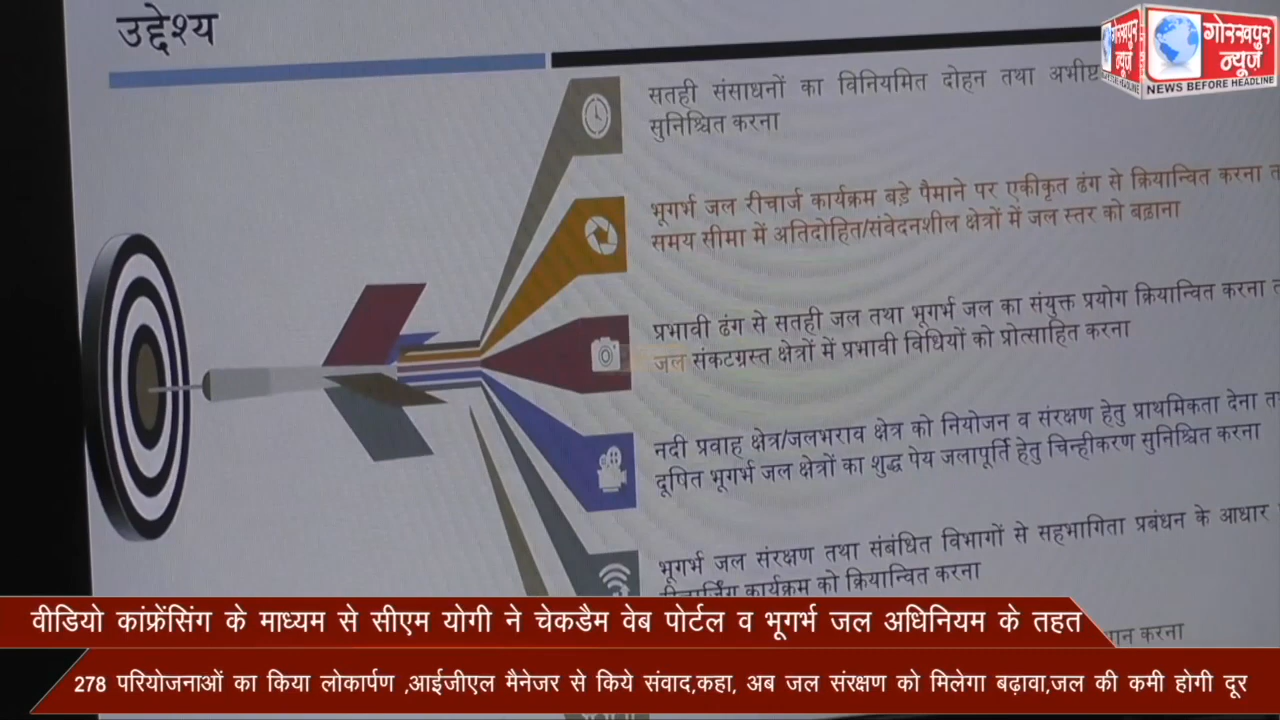 उद्देश्य
गोरखपुर
न्यूज़
NEWS BEFORE HEADLINE
सतही संसाधनों का विनियमित दोहन तथा अभीष्ट
सुनिश्चित करना
भूगर्भ जल रीचार्ज कार्यक्रम बड़े पैमाने पर एकीकृत ढंग से क्रियान्वित करना
समय सीमा में अतिदोहित/संवेदनशील क्षेत्रों में जल स्तर को बढ़ाना
प्रभावी ढंग से सतही जल तथा भूगर्भ जल का संयुक्त प्रयोग क्रियान्वित करना
जल संकटग्रस्त क्षेत्रों में प्रभावी विधियों को प्रोत्साहित करना
नदी प्रवाह क्षेत्र/जलभराव क्षेत्र को नियोजन व संरक्षण हेतु प्राथमिकता देना
दूषित भूगर्भ जल क्षेत्रों का शुद्ध पेय जलापूर्ति हेतु चिन्हीकरण सुनिश्चित करना
भूगर्भ जल संरक्षण तथा संबंधित विभागों से सहभागिता प्रबंधन के आधार
कार्यक्रम को क्रियान्वित करना
करना
वीडियो कांफ्रेंसिंग के माध्यम से सीएम योगी ने चेकडैम वेब पोर्टल व भूगर्भ जल अधिनियम के तहत
278 परियोजनाओं का किया लोकार्पण ,आईजीएल मैनेजर से किये संवाद,कहा, अब जल संरक्षण को मिलेगा बढ़ावा,जल की कमी होगी दूर